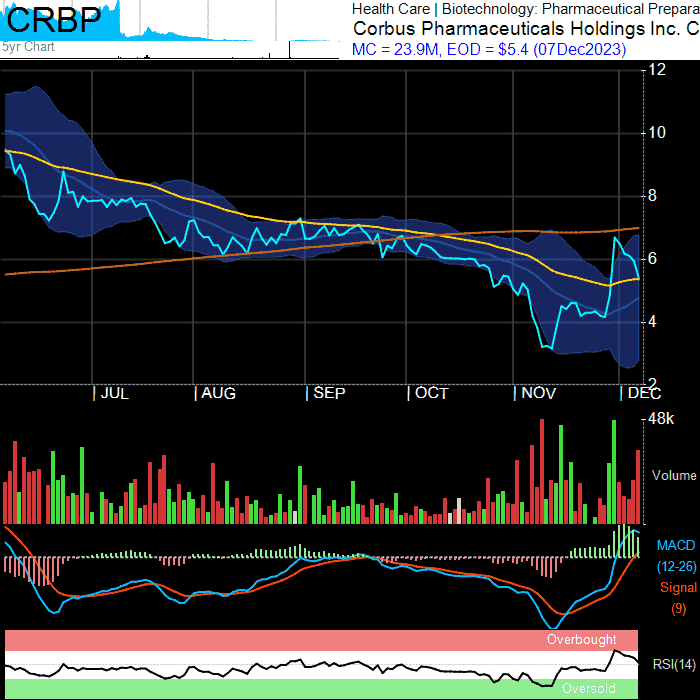 CRBP
5yr Chart
Health Care | Biotechnology: Pharmaceutical Prepara
Corbus Pharmaceuticals Holdings Inc. C
MC = 23.9M, EOD = $5.4 (07Dec2023)
12
10
8
6
4
2
JUL
AUG
SEP
OCT
NOV
DEC
48k
Volume
MACD
(12-26)
Signal
(9)
Overbought
RSI(14)
Oversold